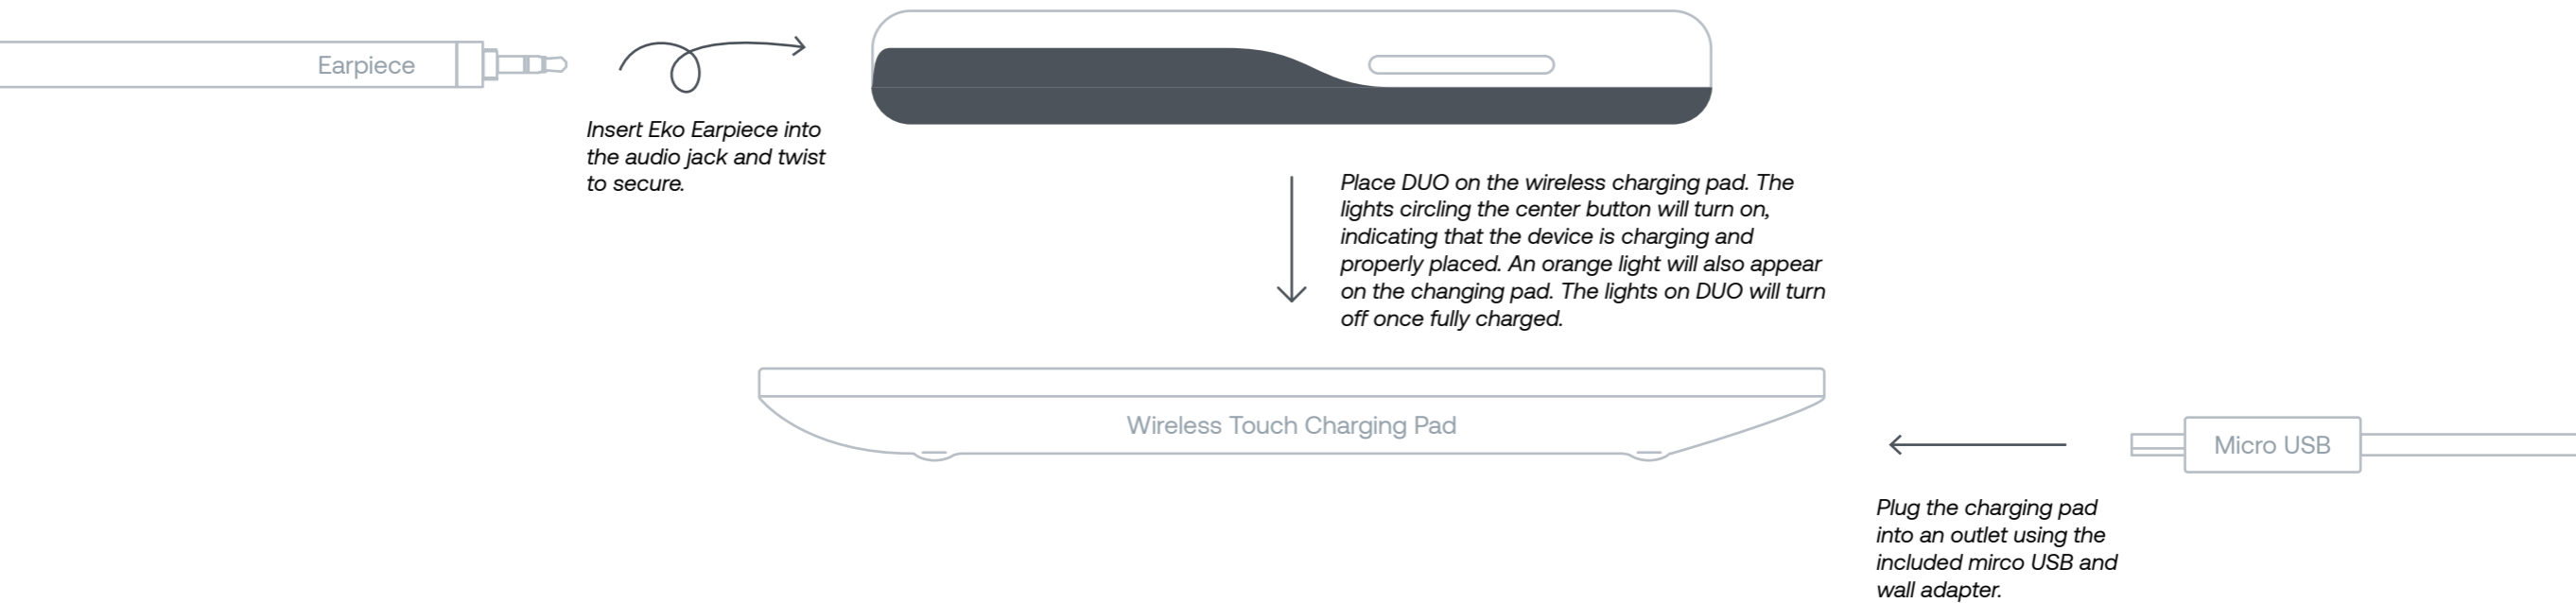 Earpiece
Insert Eko Earpiece into
the audio jack and twist
to secure.
Place DUO on the wireless charging pad. The
lights circling the center button will turn on,
indicating that the device is charging and
properly placed. An orange light will also appear
on the changing pad. The lights on DUO will turn
off once fully charged.
Wireless Touch Charging Pad
Micro USB
Plug the charging pad
into an outlet using the
included mirco USB and
wall adapter.